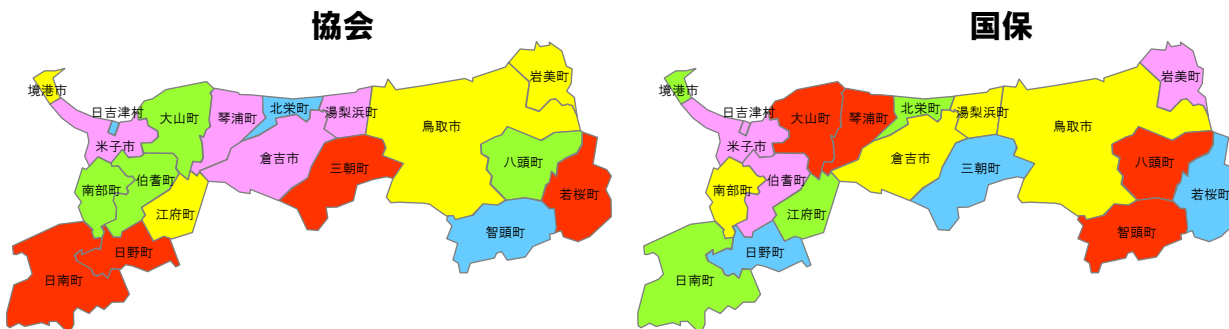 協会
国保
岩美町
境港市
日吉津村
大山町
琴浦町
北栄町
湯梨浜町
鳥取市
米子市
倉吉市
三朝町
八頭町
若桜町
南部町
伯耆町
江府町
智頭町
日野町
日南町
岩美町
境港市
日吉津村
大山町
琴浦町
北栄町
湯梨浜町
鳥取市
米子市
倉吉市
三朝町
八頭町
若桜町
南部町
伯耆町
江府町
智頭町
日野町
日南町